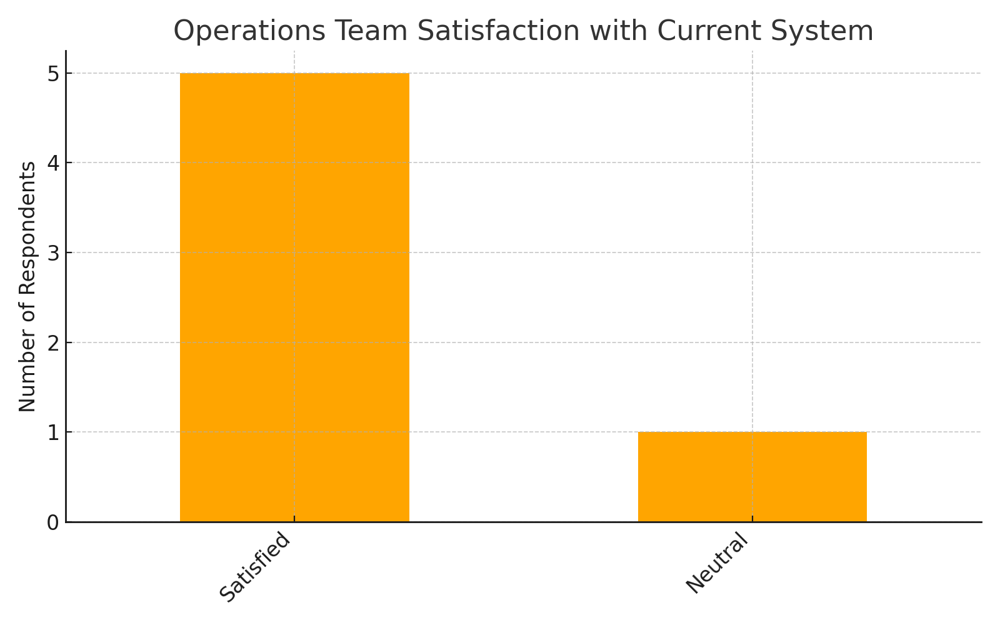 Operations Team Satisfaction with Current System
Number of Respondents
5
4
3
2
1
0
Satisfied
Neutral